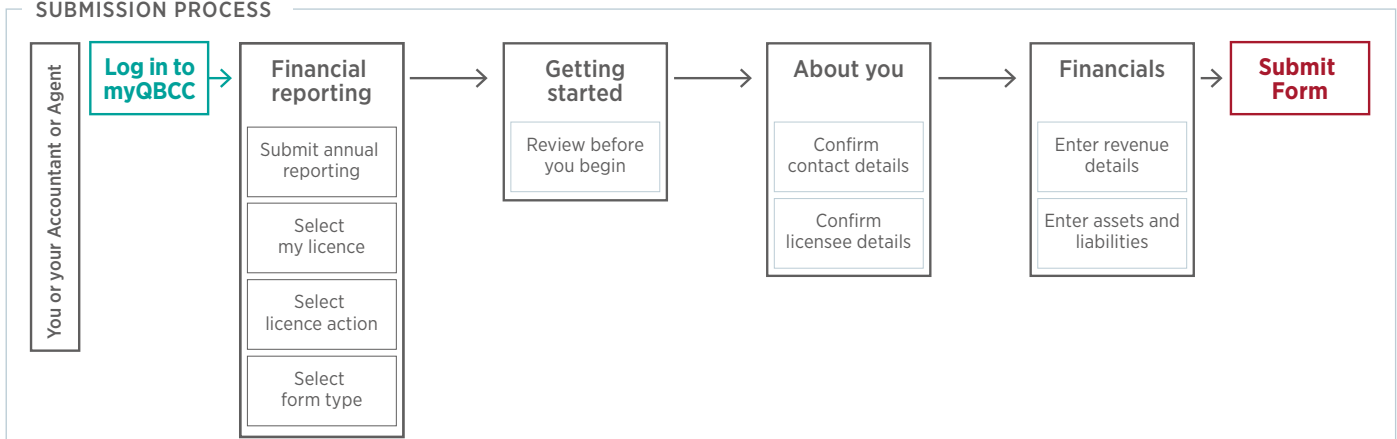 SUBMISSION PROCESS
You or your Accountant or Agent
Log in to
myQBCC
Financial
reporting
Submit annual
reporting
Select
my licence
Select
licence action
Select
form type
Getting
started
Review before
you begin
About you
Confirm
contact details
Confirm
licensee details
Financials
Enter revenue
details
Enter assets and
liabilities
Submit
Form